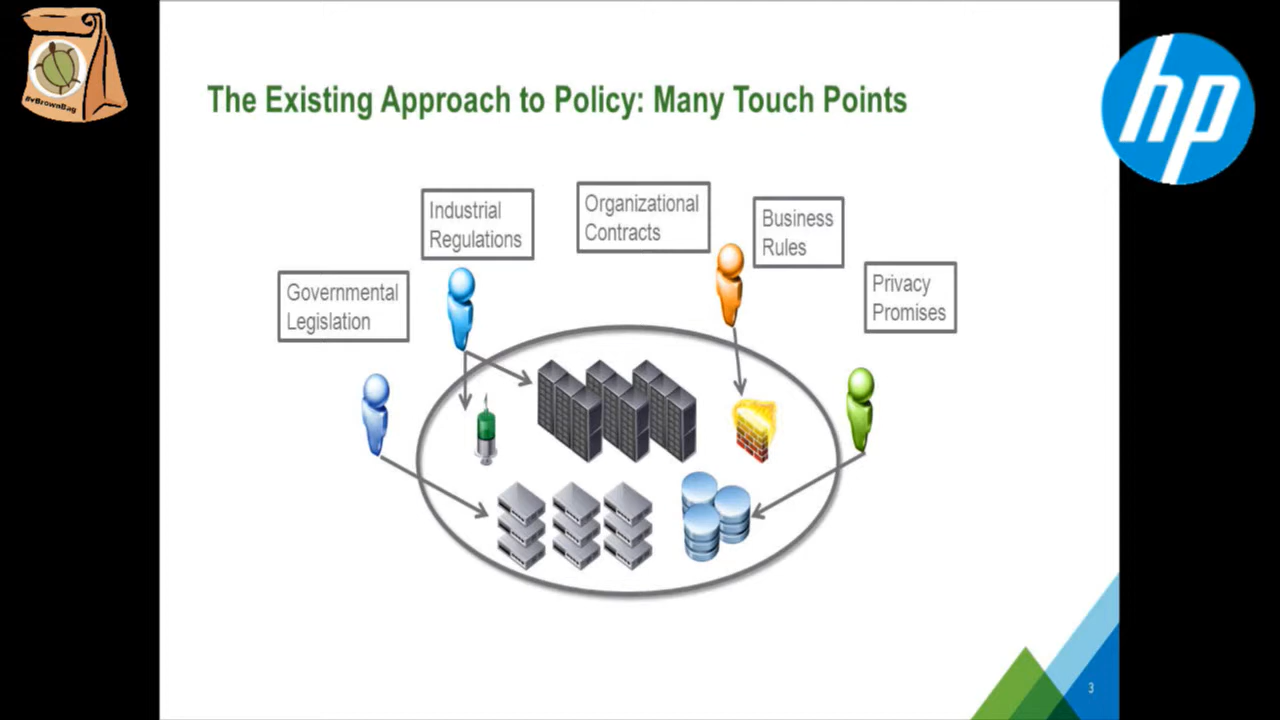 The Existing Approach to Policy: Many Touch Points
Industrial
Regulations
Organizational
Contracts
Business
Rules
Governmental
Legislation
Privacy
Promises
hp
3